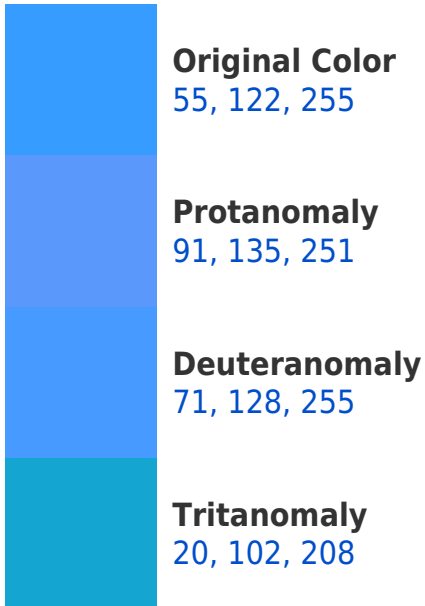 Original Color
55, 122, 255
Protanomaly
91, 135, 251
Deuteranomaly
71, 128, 255
Tritanomaly
20, 102, 208